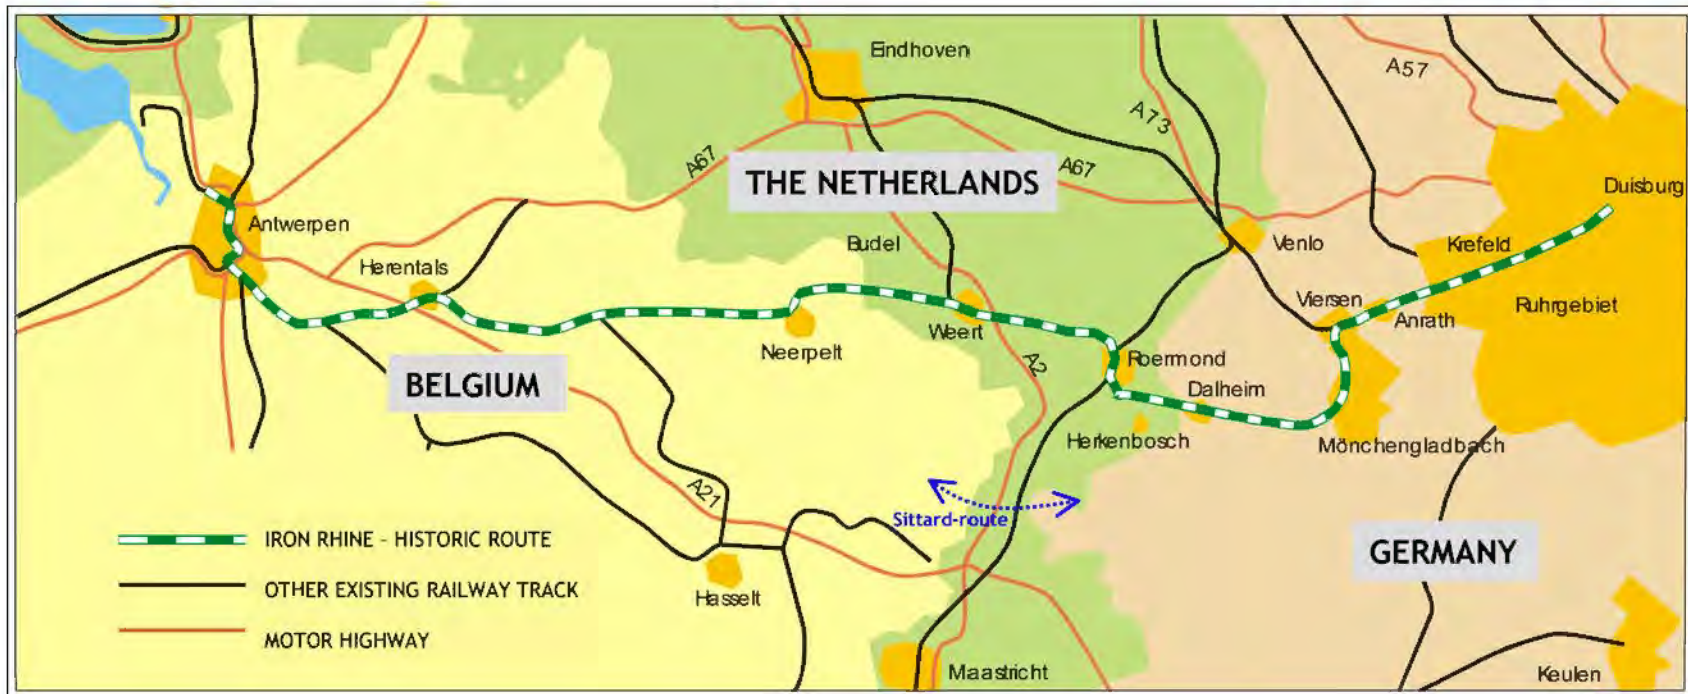 Eindhoven
A57
A73
A67
THE NETHERLANDS
A67
Duisburg
Antwerpen
Budel
Venlo
Krefeld
Herentals
Viersen
Ruhrgebiet
Anrath
Weert
Neerpelt
Roermond
A2
BELGIUM
Dalheim
Herkenbosch
Mönchengladbach
A21
Sittard-route
IRON RHINE - HISTORIC ROUTE
GERMANY
OTHER EXISTING RAILWAY TRACK
Hasselt
MOTOR HIGHWAY
Maastricht
Keulen